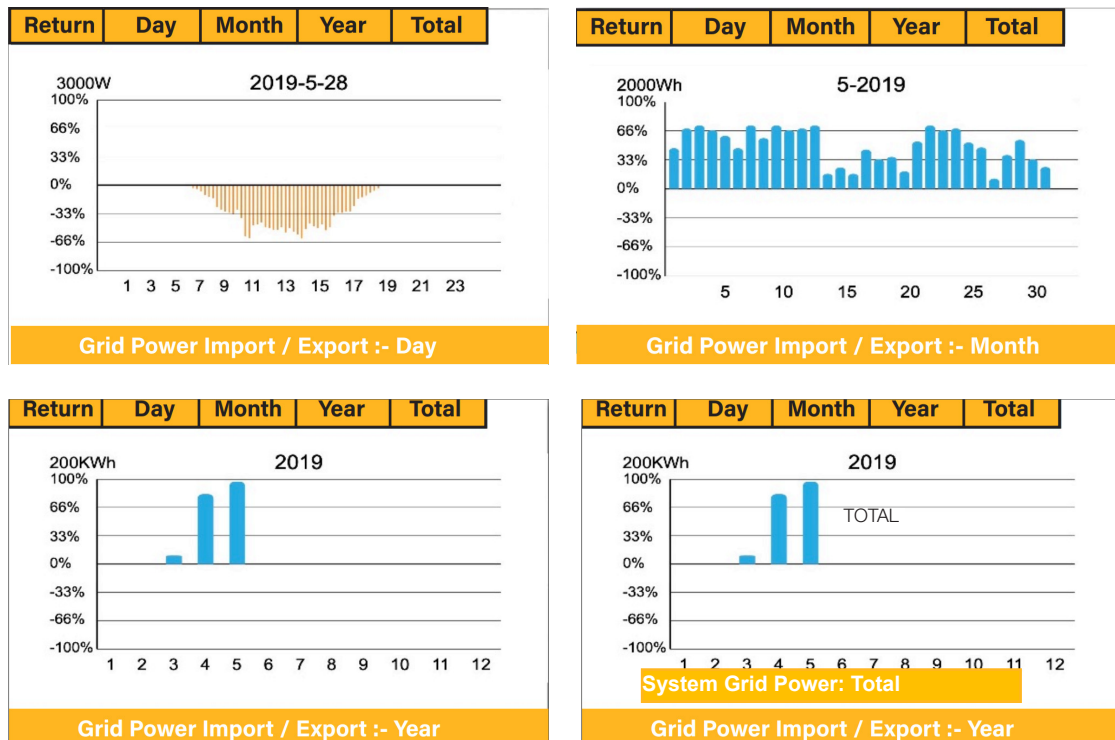 Return Day Month Year Total
3000W 2019-5-28
100%
66%
33%
0%
-33%
-66%
-100%
1 3 5 7 9 11 13 15 17 19 21 23
Grid Power Import / Export :- Day
Return Day Month Year Total
2000Wh 5-2019
100%
66%
33%
0%
-33%
-66%
-100%
5 10 15 20 25 30
Grid Power Import / Export :- Month
Return Day Month Year Total
200KWh 2019
100%
66%
33%
0%
-33%
-66%
-100%
1 2 3 4 5 6 7 8 9 10 11 12
Grid Power Import / Export :- Year
Return Day Month Year Total
200KWh 2019
100%
66%
TOTAL
33%
0%
-33%
-66%
-100%
1 2 3 4 5 6 7 8 9 10 11 12
System Grid Power: Total
Grid Power Import / Export :- Year